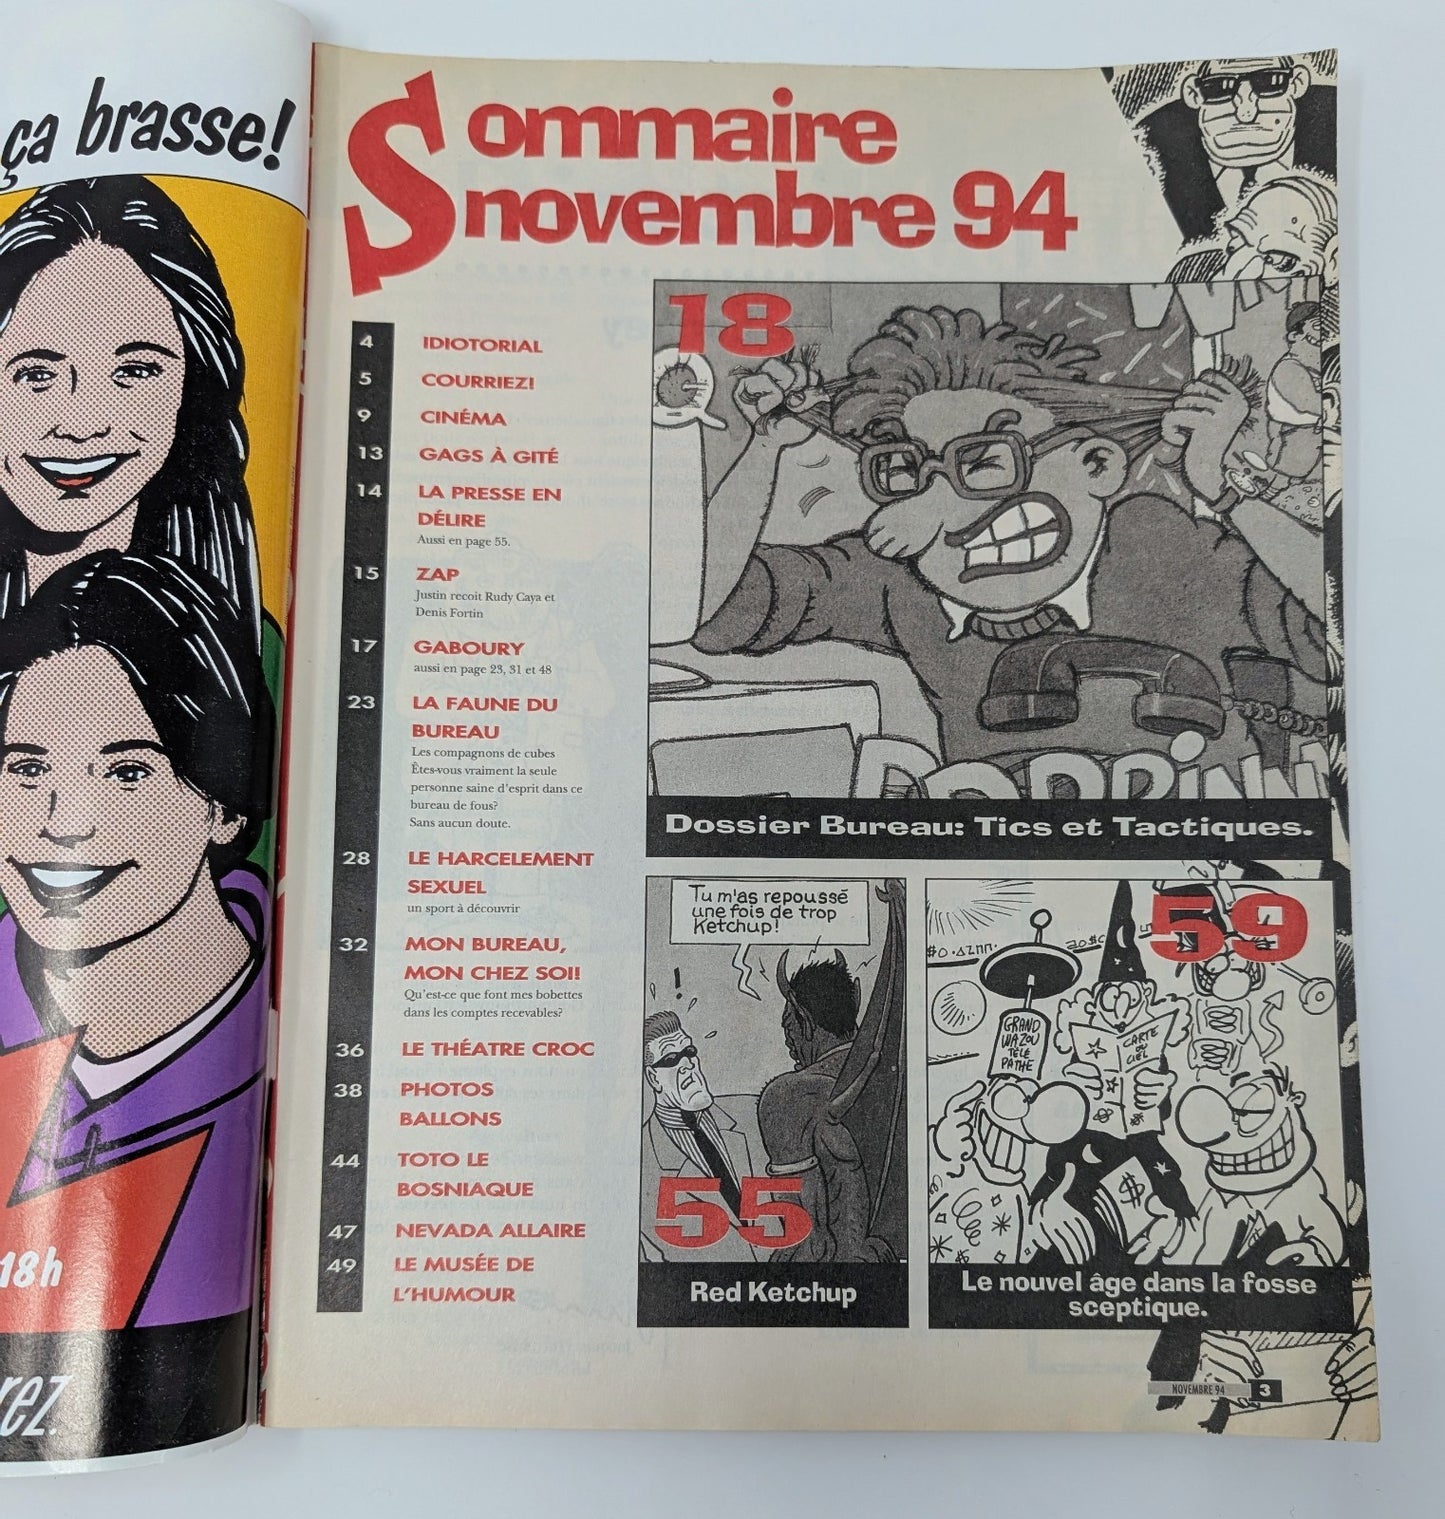 ça brasse!
18h
rez.
Sommaire
novembre 94
4 IDIOTORIAL
5 COURRIEZ!
9 CINÉMA
13 GAGS À GITÉ
14 LA PRESSE EN
DÉLIRE
Aussi en page 55.
15 ZAP
Justin recoit Rudy Caya et
Denis Fortin
17 GABOURY
aussi en page 23, 31 et 48
23 LA FAUNE DU
BUREAU
Les compagnons de cubes
Êtes-vous vraiment la seule
personne saine d'esprit dans ce
bureau de fous?
Sans aucun doute.
28 LE HARCELEMENT
SEXUEL
un sport à découvrir
32 MON BUREAU,
MON CHEZ SOI!
Qu'est-ce que font mes bobettes
dans les comptes recevables?
36 LE THÉATRE CROC
38 PHOTOS
BALLONS
44 TOTO LE
BOSNIAQUE
47 NEVADA ALLAIRE
49 LE MUSÉE DE
L'HUMOUR
18
Dossier Bureau: Tics et Tactiques.
Tu m'as repoussé
une fois de trop
Ketchup!
!
55
Red Ketchup
59
GRAND
WAZOU
TÉLÉ
PATHE
CARTE
DU
CIEL
$
Le nouvel âge dans la fosse
sceptique.
NOVEMBRE 94 3